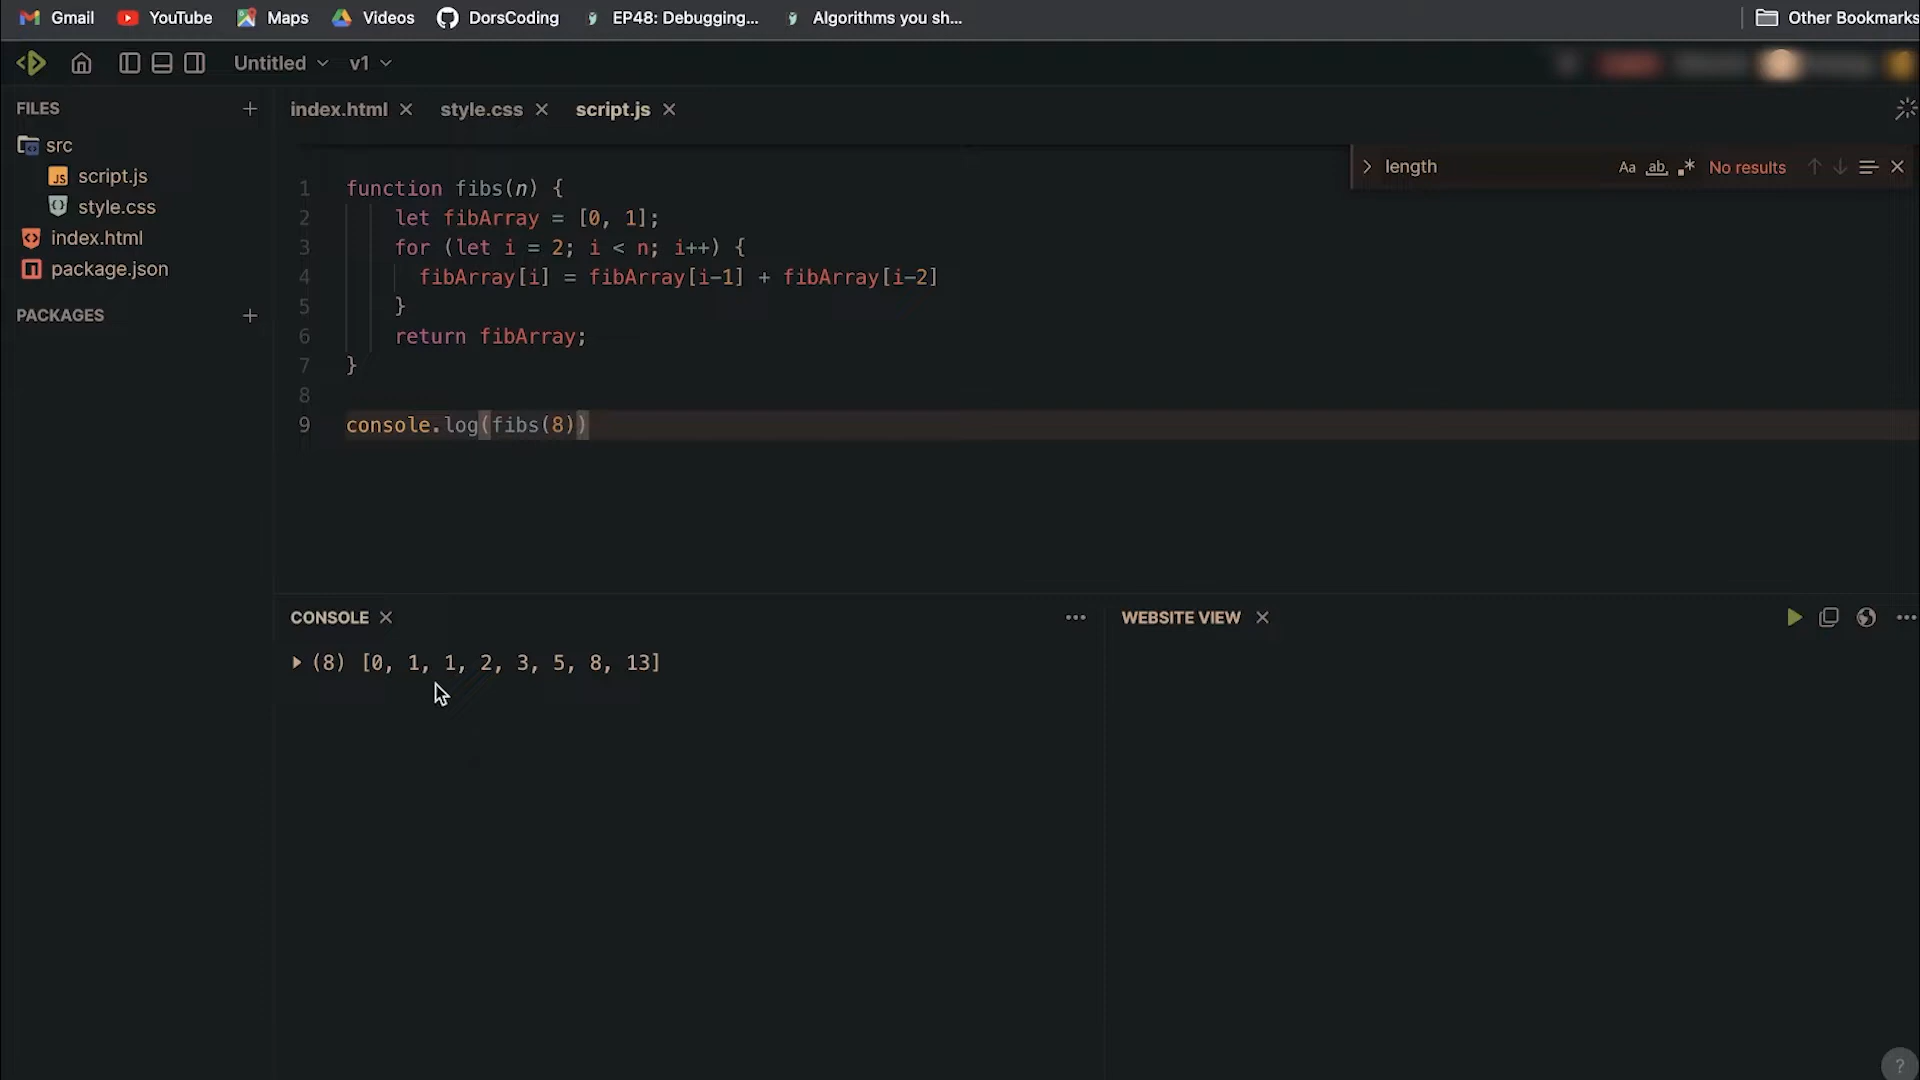 Gmail YouTube Maps Videos DorsCoding EP48: Debugging... Algorithms you sh... Other Bookmarks
Untitled v1
FILES
src
script.js
style.css
index.html
package.json
PACKAGES
index.html style.css script.js
length Aa ab .* No results
1 function fibs(n) {
2 let fibArray = [0, 1];
3 for (let i = 2; i < n; i++) {
4 fibArray[i] = fibArray[i-1] + fibArray[i-2]
5 }
6 return fibArray;
7 }
8
9 console.log(fibs(8))
CONSOLE
(8) [0, 1, 1, 2, 3, 5, 8, 13]
WEBSITE VIEW
?